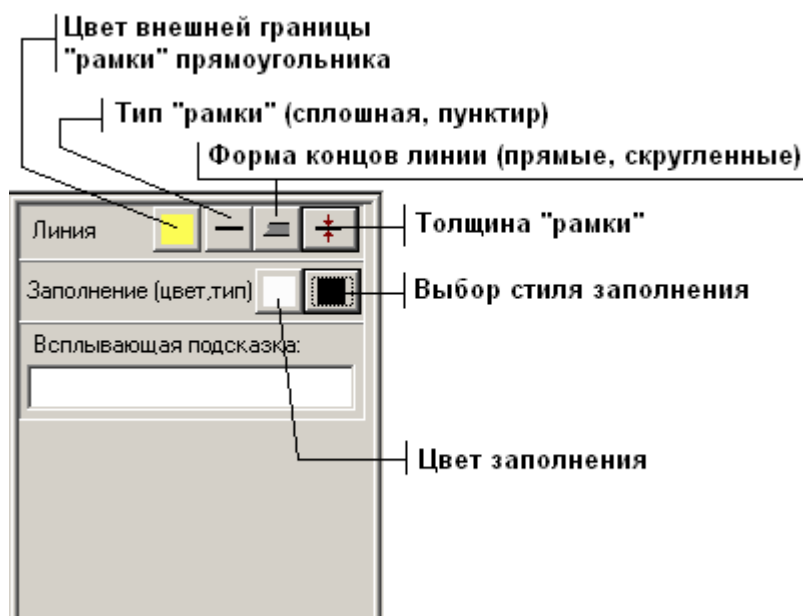 Цвет внешней границы
"рамки" прямоугольника
Тип "рамки" (сплошная, пунктир)
Форма концов линии (прямые, скругленные)
Линия
Толщина "рамки"
Заполнение (цвет,тип)
Выбор стиля заполнения
Всплывающая подсказка:
Цвет заполнения